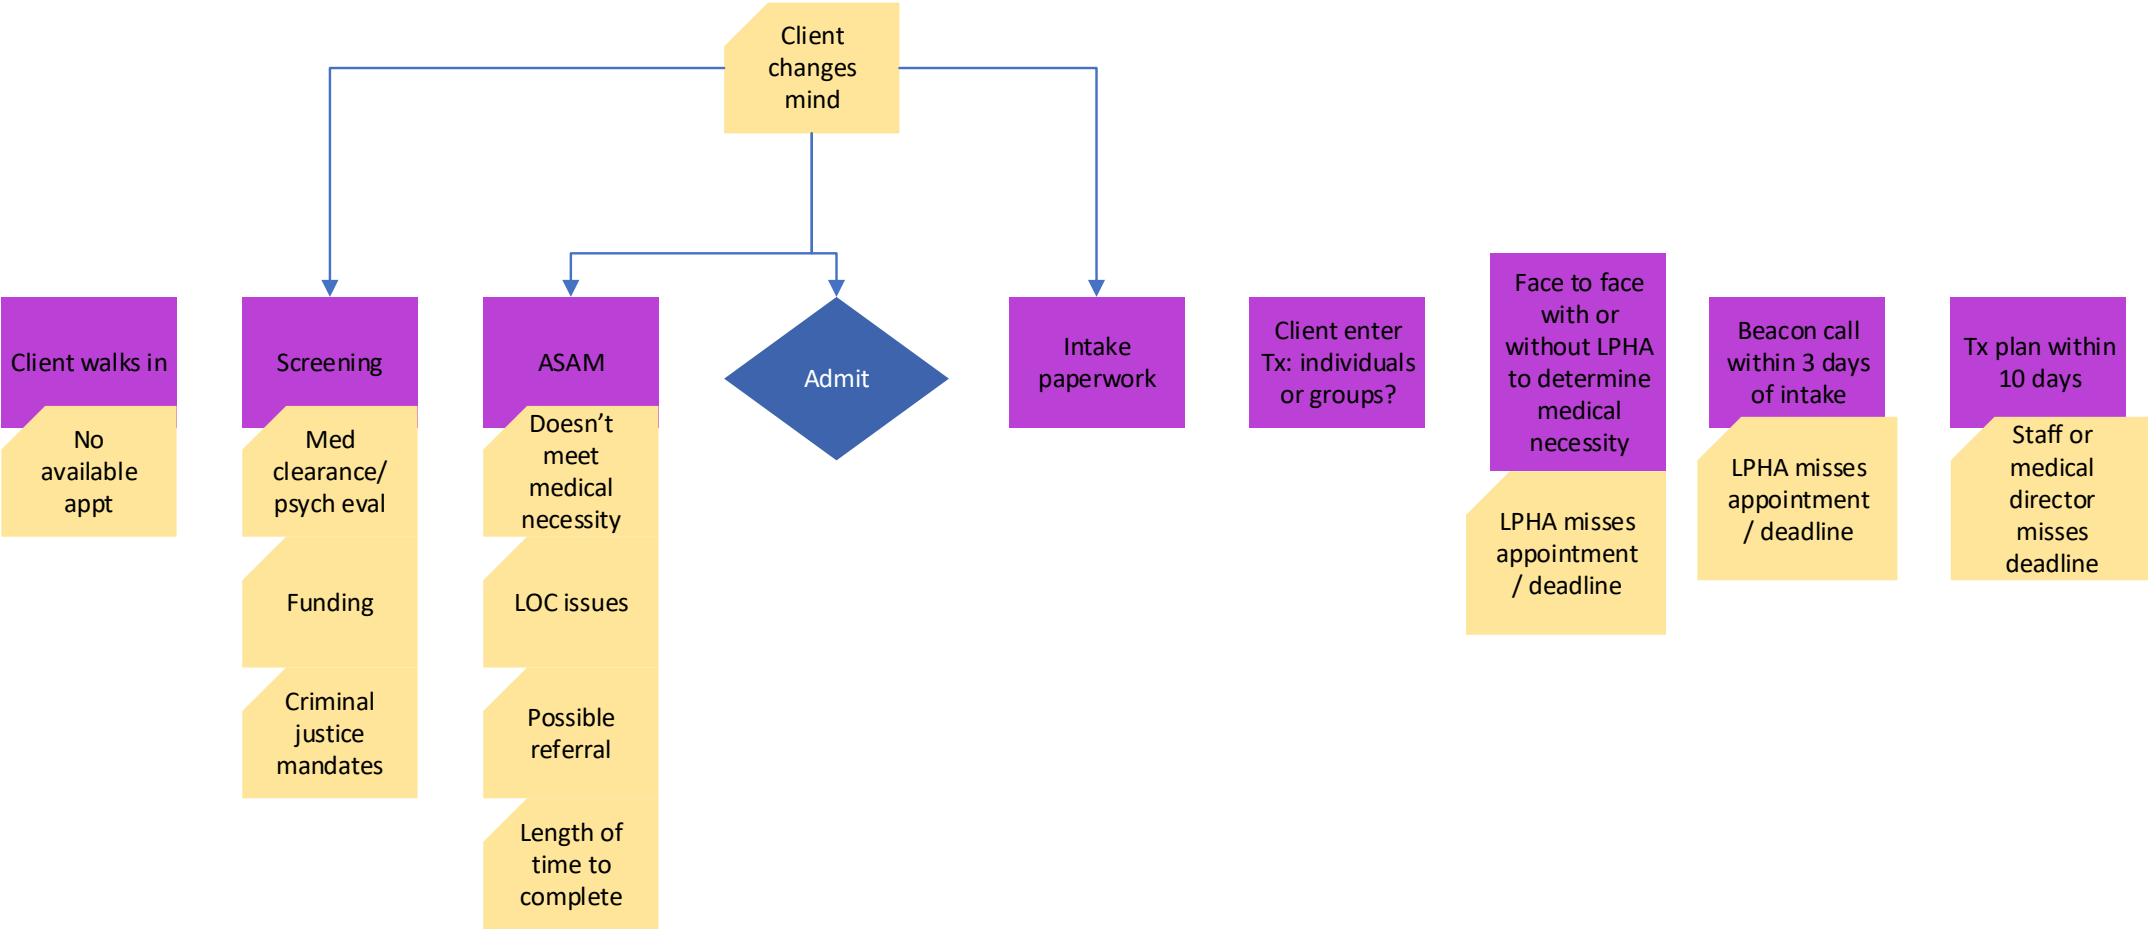 Client
changes
mind
Client walks in
No
available
appt
Screening
Med
clearance/
psych eval
Funding
Criminal
justice
mandates
ASAM
Doesn’t
meet
medical
necessity
LOC issues
Possible
referral
Length of
time to
complete
Admit
Intake
paperwork
Client enter
Tx: individuals
or groups?
Face to face
with or
without LPHA
to determine
medical
necessity
LPHA misses
appointment
/ deadline
Beacon call
within 3 days
of intake
LPHA misses
appointment
/ deadline
Tx plan within
10 days
Staff or
medical
director
misses
deadline